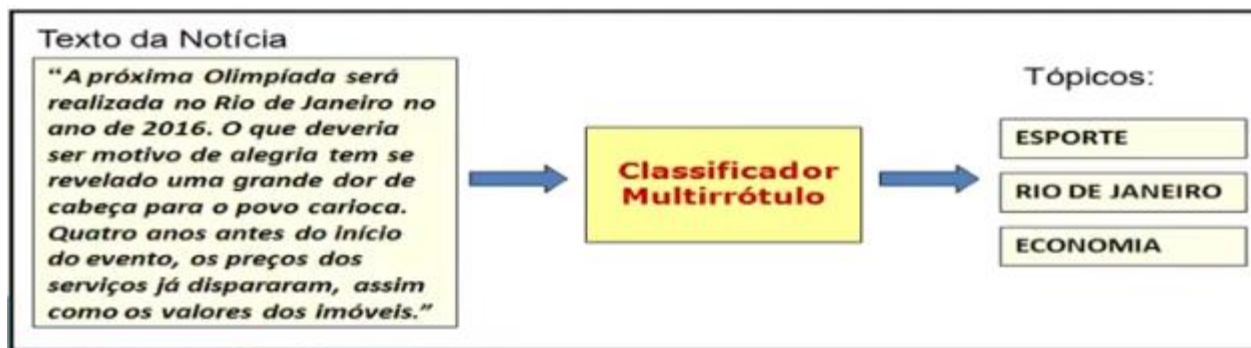 Texto da Notícia
"A próxima Olimpíada será
realizada no Rio de Janeiro no
ano de 2016. O que deveria
ser motivo de alegria tem se
revelado uma grande dor de
cabeça para o povo carioca.
Quatro anos antes do início
do evento, os preços dos
serviços já dispararam, assim
como os valores dos imóveis."
Classificador
Multirrótulo
Tópicos:
ESPORTE
RIO DE JANEIRO
ECONOMIA